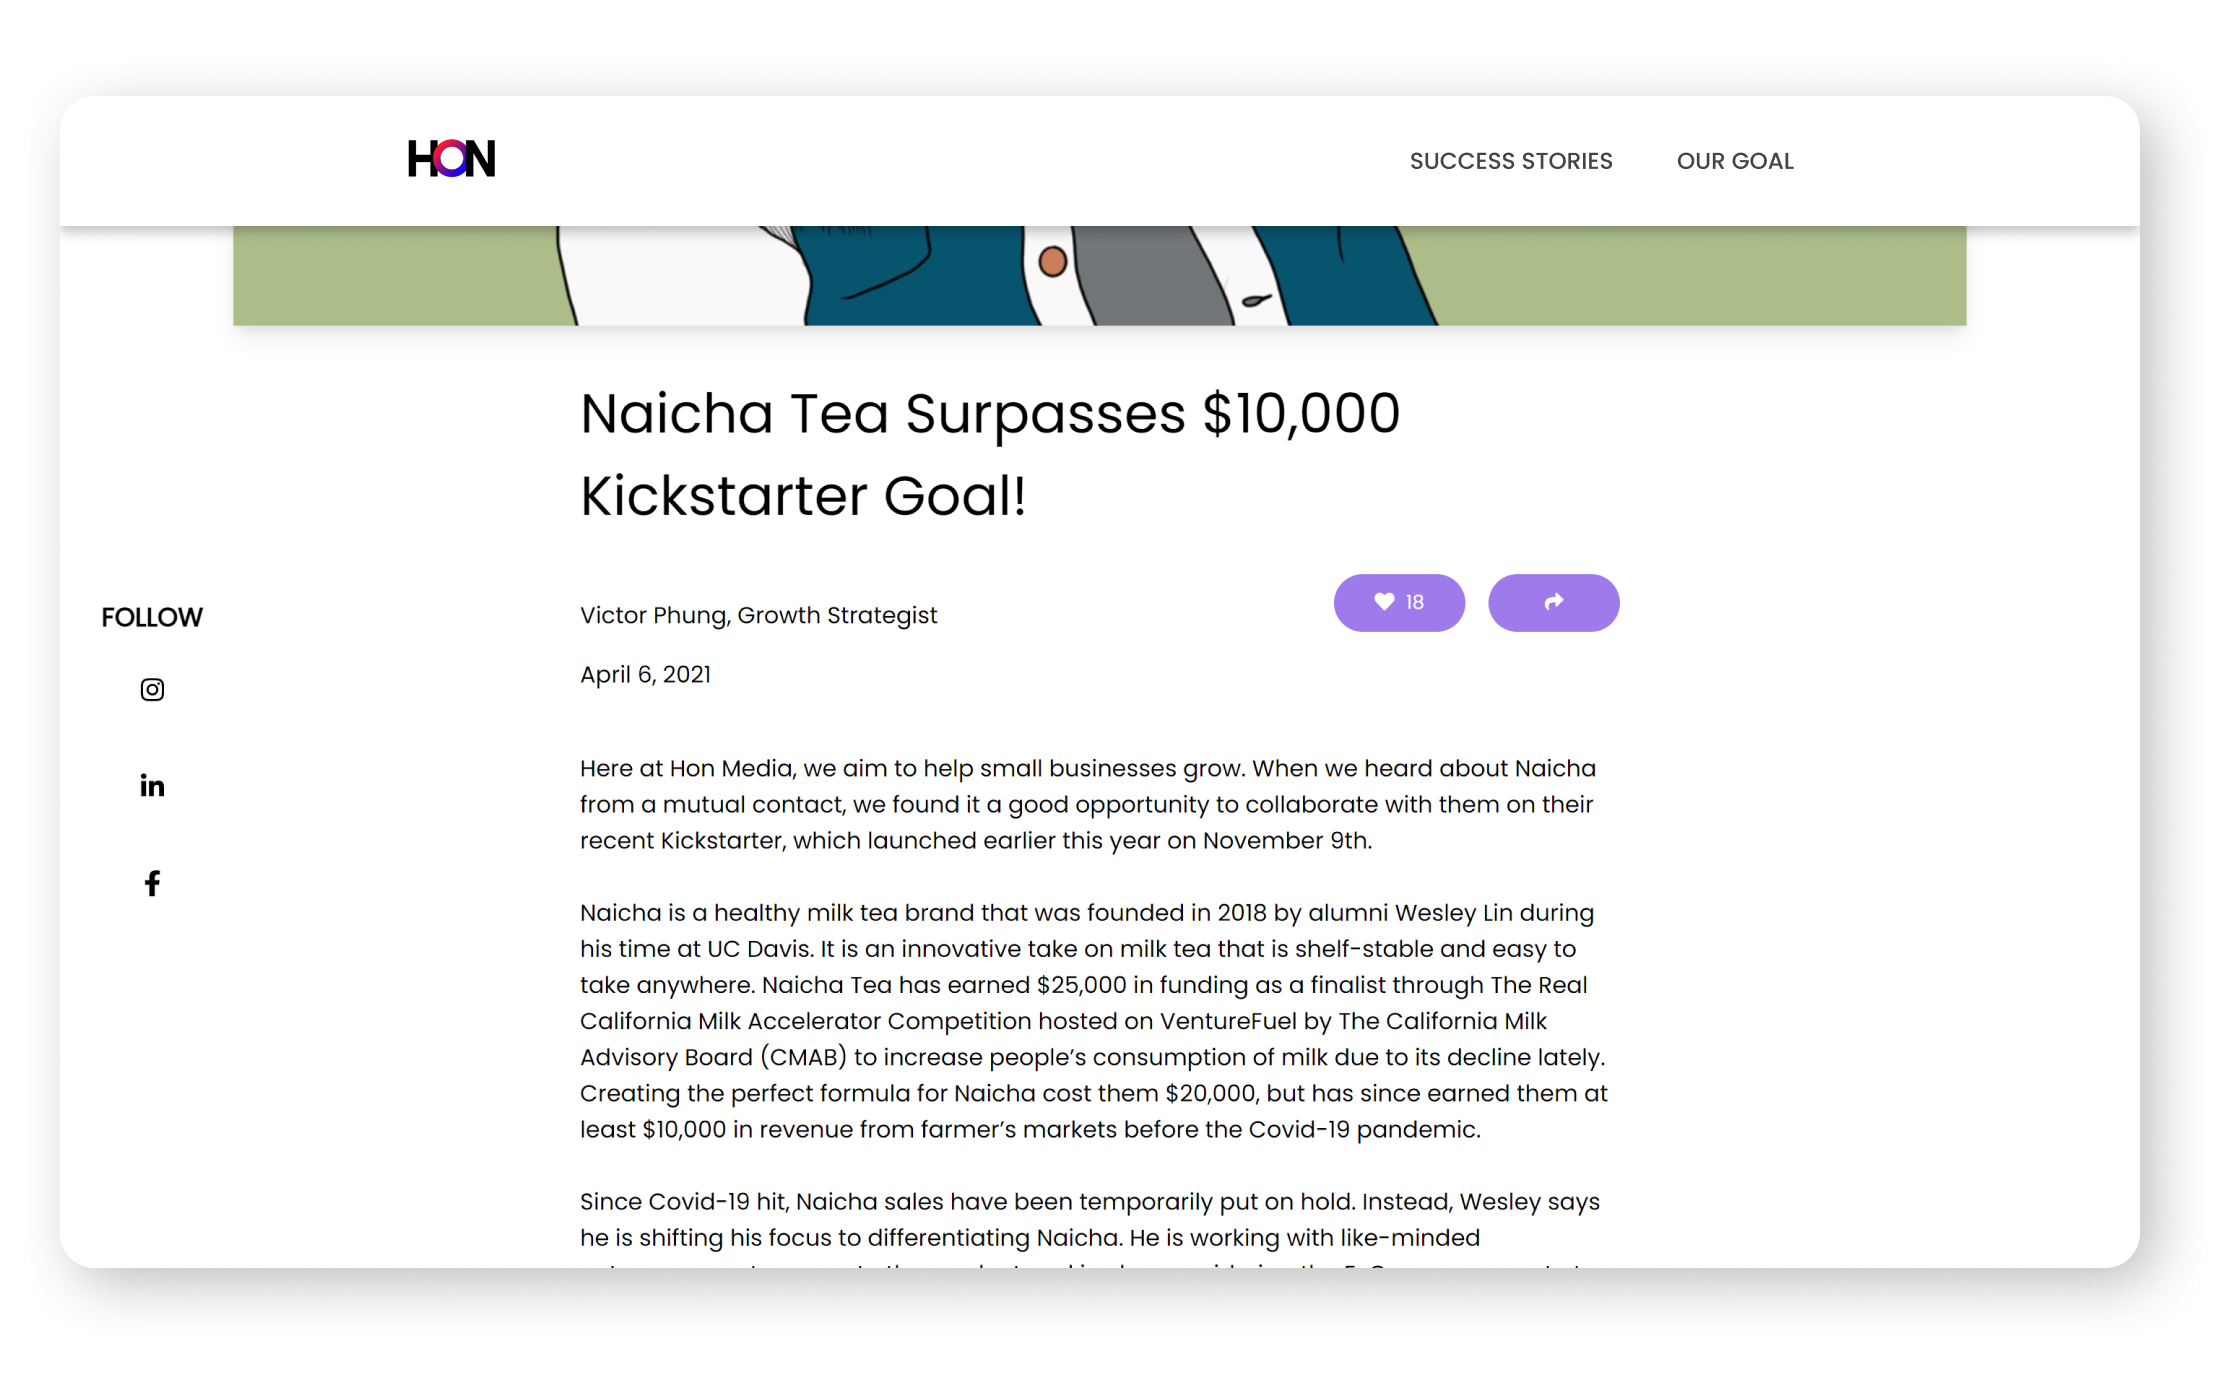 HON
SUCCESS STORIES
OUR GOAL
Naicha Tea Surpasses $10,000
Kickstarter Goal!
FOLLOW
Victor Phung, Growth Strategist
18
April 6, 2021
Here at Hon Media, we aim to help small businesses grow. When we heard about Naicha
from a mutual contact, we found it a good opportunity to collaborate with them on their
recent Kickstarter, which launched earlier this year on November 9th.
Naicha is a healthy milk tea brand that was founded in 2018 by alumni Wesley Lin during
his time at UC Davis. It is an innovative take on milk tea that is shelf-stable and easy to
take anywhere. Naicha Tea has earned $25,000 in funding as a finalist through The Real
California Milk Accelerator Competition hosted on VentureFuel by The California Milk
Advisory Board (CMAB) to increase people’s consumption of milk due to its decline lately.
Creating the perfect formula for Naicha cost them $20,000, but has since earned them at
least $10,000 in revenue from farmer’s markets before the Covid-19 pandemic.
Since Covid-19 hit, Naicha sales have been temporarily put on hold. Instead, Wesley says
he is shifting his focus to differentiating Naicha. He is working with like-minded